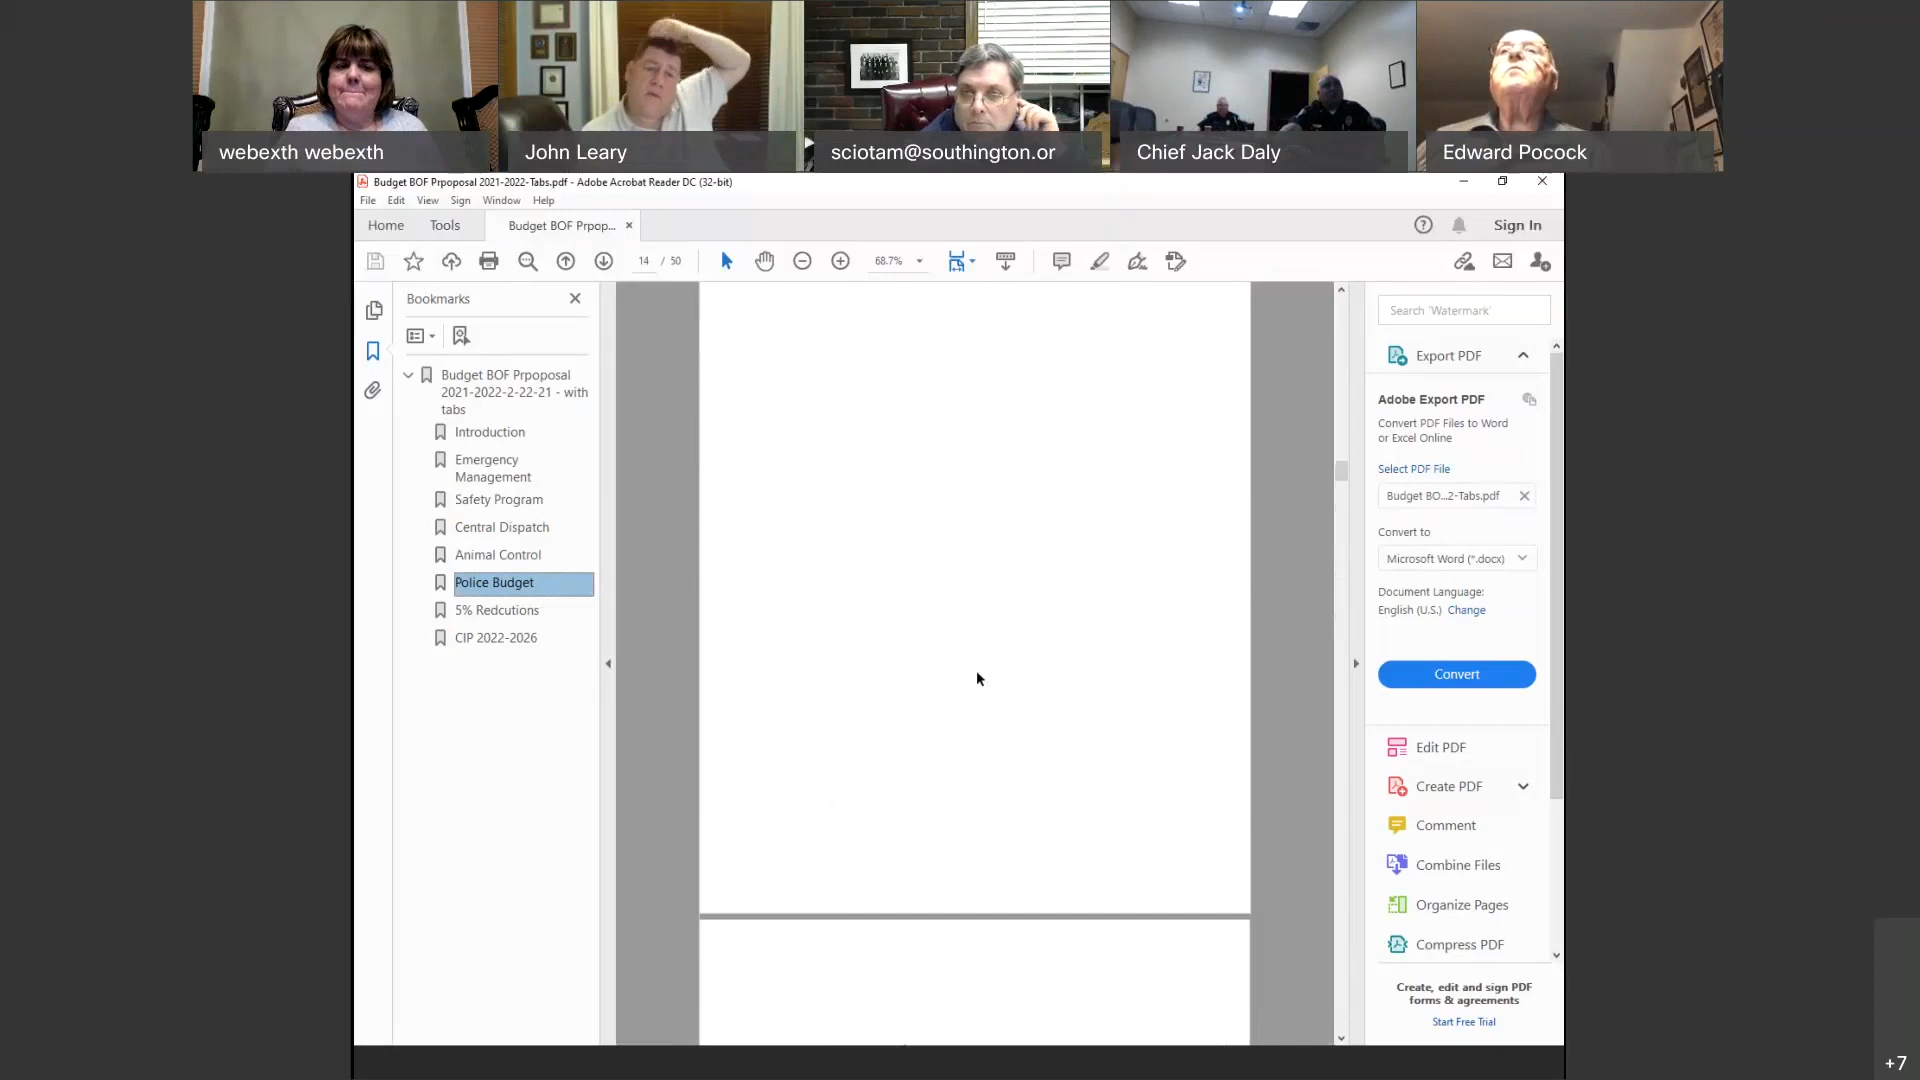 webexth webexth
John Leary
sciotam@southington.or
Chief Jack Daly
Edward Pocock
Budget BOF Prpoposal 2021-2022-Tabs.pdf - Adobe Acrobat Reader DC (32-bit)
File Edit View Sign Window Help
Home Tools Budget BOF Prpop... Sign In
14 / 50 68.7%
Bookmarks
Budget BOF Prpoposal
2021-2022-2-22-21 - with
tabs
Introduction
Emergency
Management
Safety Program
Central Dispatch
Animal Control
Police Budget
5% Redcutions
CIP 2022-2026
Search 'Watermark'
Export PDF
Adobe Export PDF
Convert PDF Files to Word
or Excel Online
Select PDF File
Budget BO...2-Tabs.pdf
Convert to
Microsoft Word (*.docx)
Document Language:
English (U.S.) Change
Convert
Edit PDF
Create PDF
Comment
Combine Files
Organize Pages
Compress PDF
Create, edit and sign PDF
forms & agreements
Start Free Trial
+7